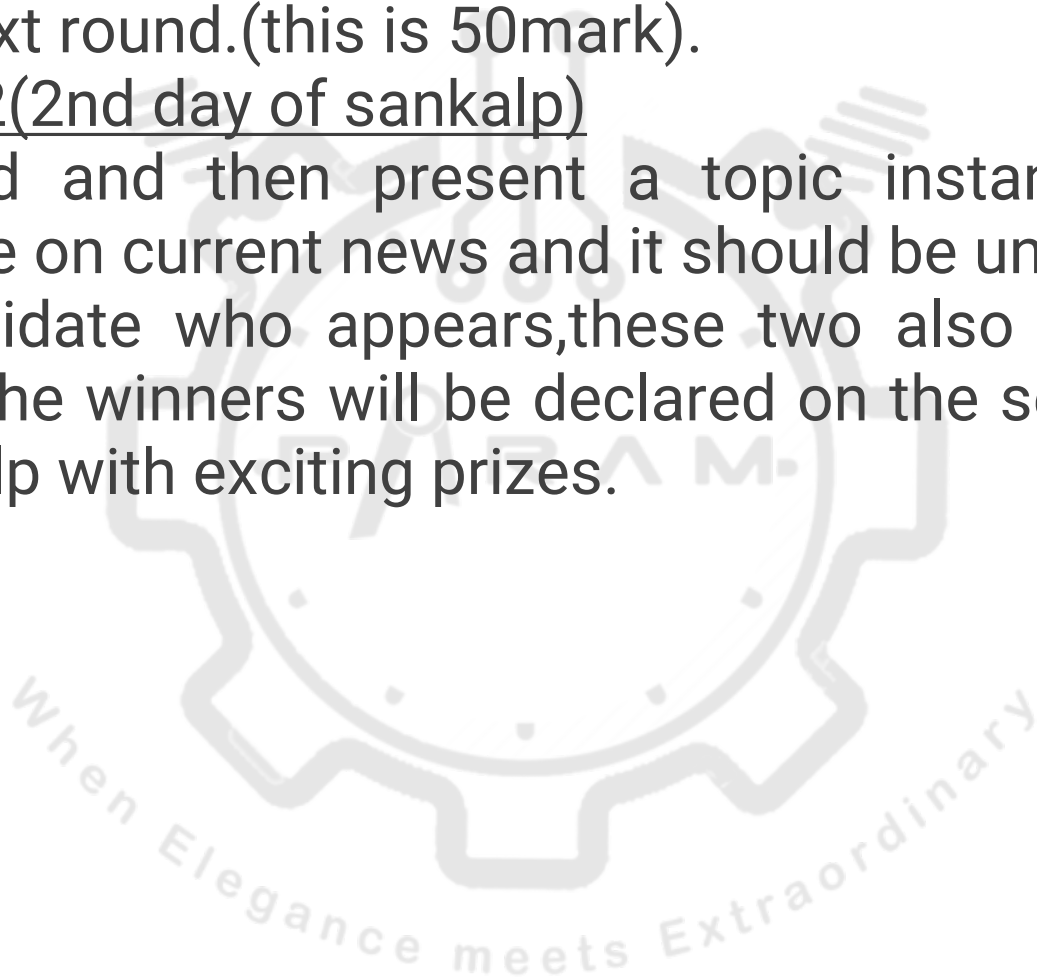 xt round.(this is 50mark).
2(2nd day of sankalp)
d and then present a topic instan
e on current news and it should be un
idate who appears,these two also
he winners will be declared on the s
lp with exciting prizes.
PARAM
When Elegance meets Extraordinary